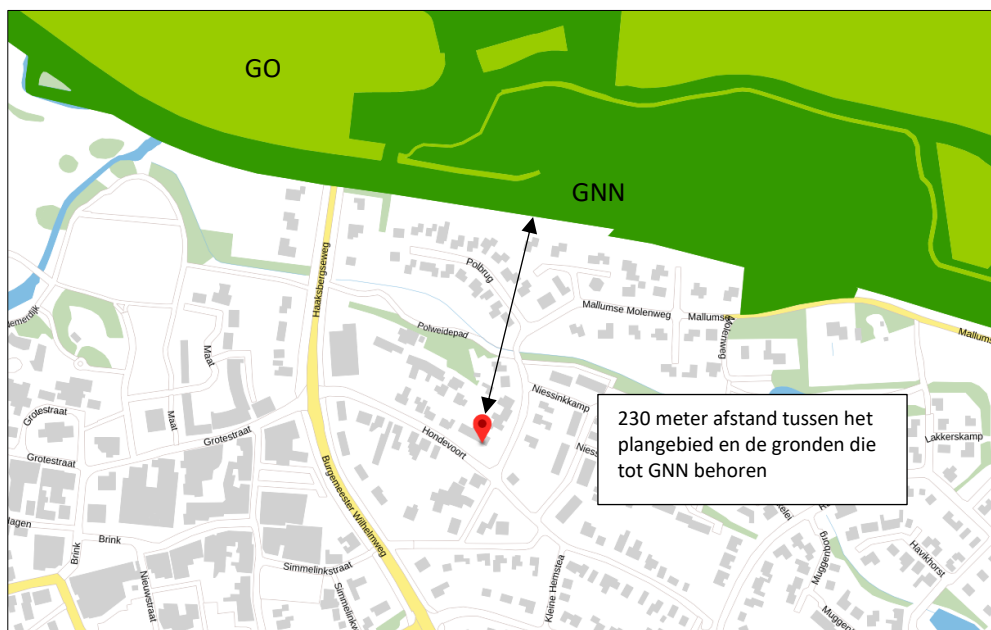 GO
GNN
Haaksbergseweg
Polbrug
Mallumse Molenweg
Mallumse
Molenweg
Polweidepad
Maat
Maat
Niessinkkamp
Hondevoort
Grotestraat
Grotestraat
Grotestraat
Burgemeester Wilhelmweg
230 meter afstand tussen het
plangebied en de gronden die
tot GNN behoren
Lakkerskamp
Havikhorst
Muggenborg
Brink
Brink
Nieuwstraat
Simmelinkstraat
Kleine Hemstea